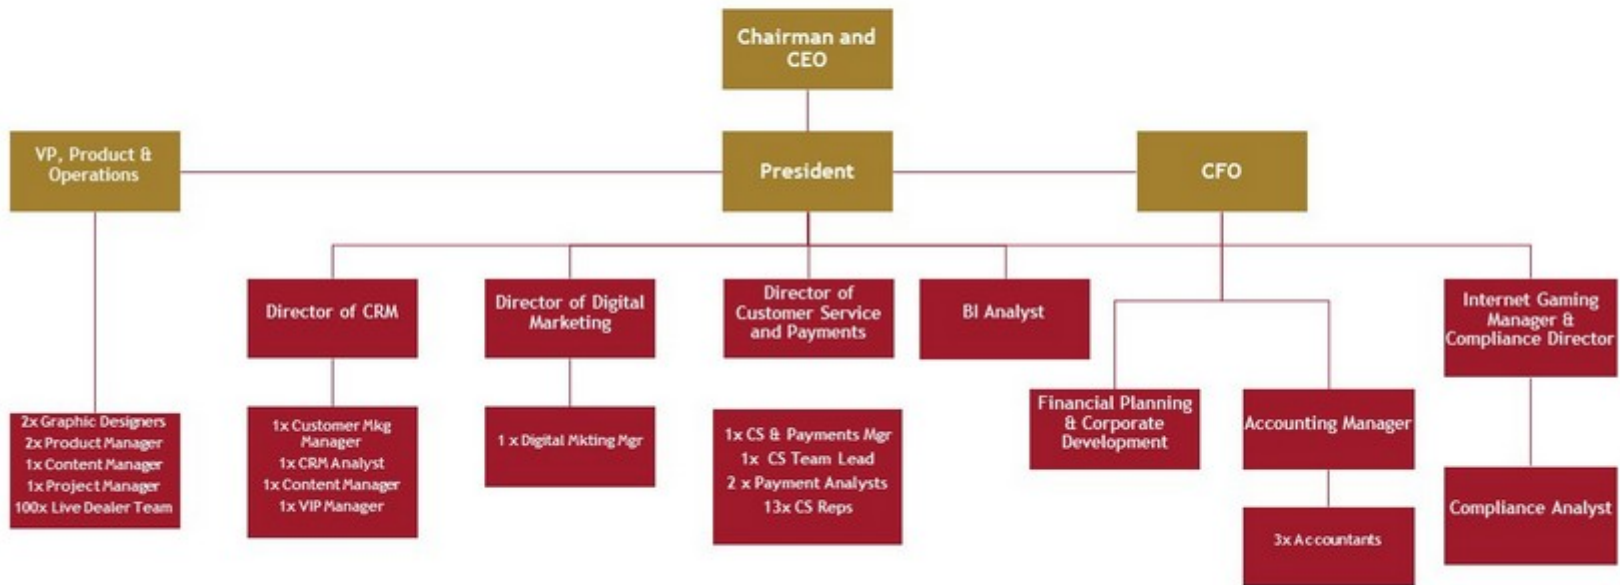 Chairman and
CEO
VP, Product &
Operations
President
CFO
Director of CRM
Director of Digital
Marketing
Director of
Customer Service
and Payments
BI Analyst
Internet Gaming
Manager &
Compliance Director
2x Graphic Designers
2x Product Manager
1x Content Manager
1x Project Manager
100x Live Dealer Team
1x Customer Mkg
Manager
1x CRM Analyst
1x Content Manager
1x VIP Manager
1 x Digital Mkting Mgr
1x CS & Payments Mgr
1x CS Team Lead
2 x Payment Analysts
13x CS Reps
Financial Planning
& Corporate
Development
Accounting Manager
3x Accountants
Compliance Analyst